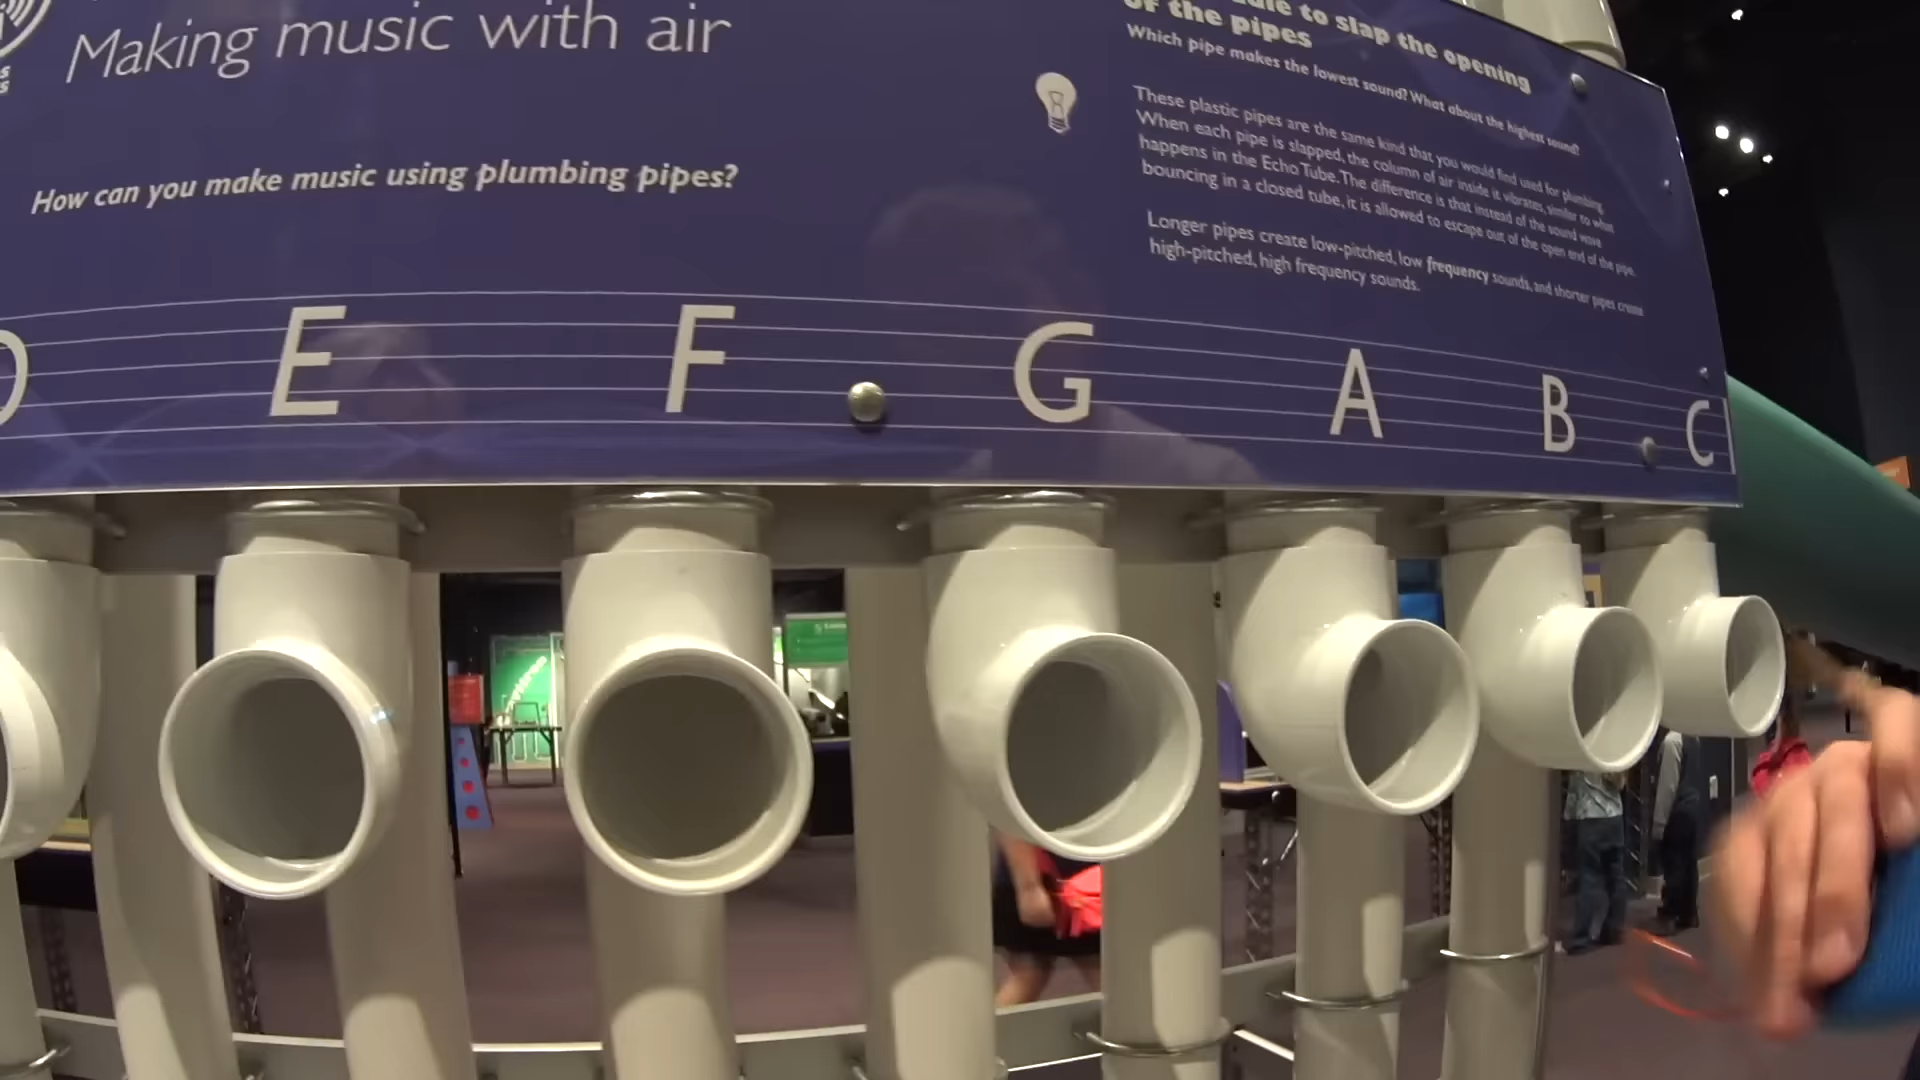 Making music with air
How can you make music using plumbing pipes?
to slap the opening
of the pipes
Which pipe makes the lowest sound? What about the highest sound?
These plastic pipes are the same kind that you would find used for plumbing.
When each pipe is slapped, the column of air inside it vibrates, similar to what
happens in the Echo Tube. The difference is that instead of the sound wave
bouncing in a closed tube, it is allowed to escape out of the open end of the pipe.
Longer pipes create low-pitched, low frequency sounds, and shorter pipes create
high-pitched, high frequency sounds.
D E F G A B C